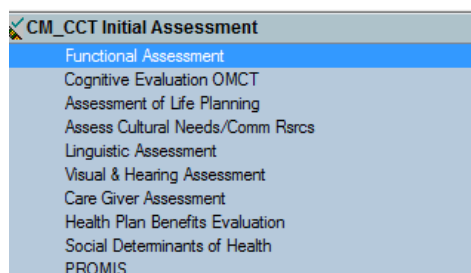 CM_CCT Initial Assessment
Functional Assessment
Cognitive Evaluation OMCT
Assessment of Life Planning
Assess Cultural Needs/Comm Rsrcs
Linguistic Assessment
Visual & Hearing Assessment
Care Giver Assessment
Health Plan Benefits Evaluation
Social Determinants of Health
PROMIS